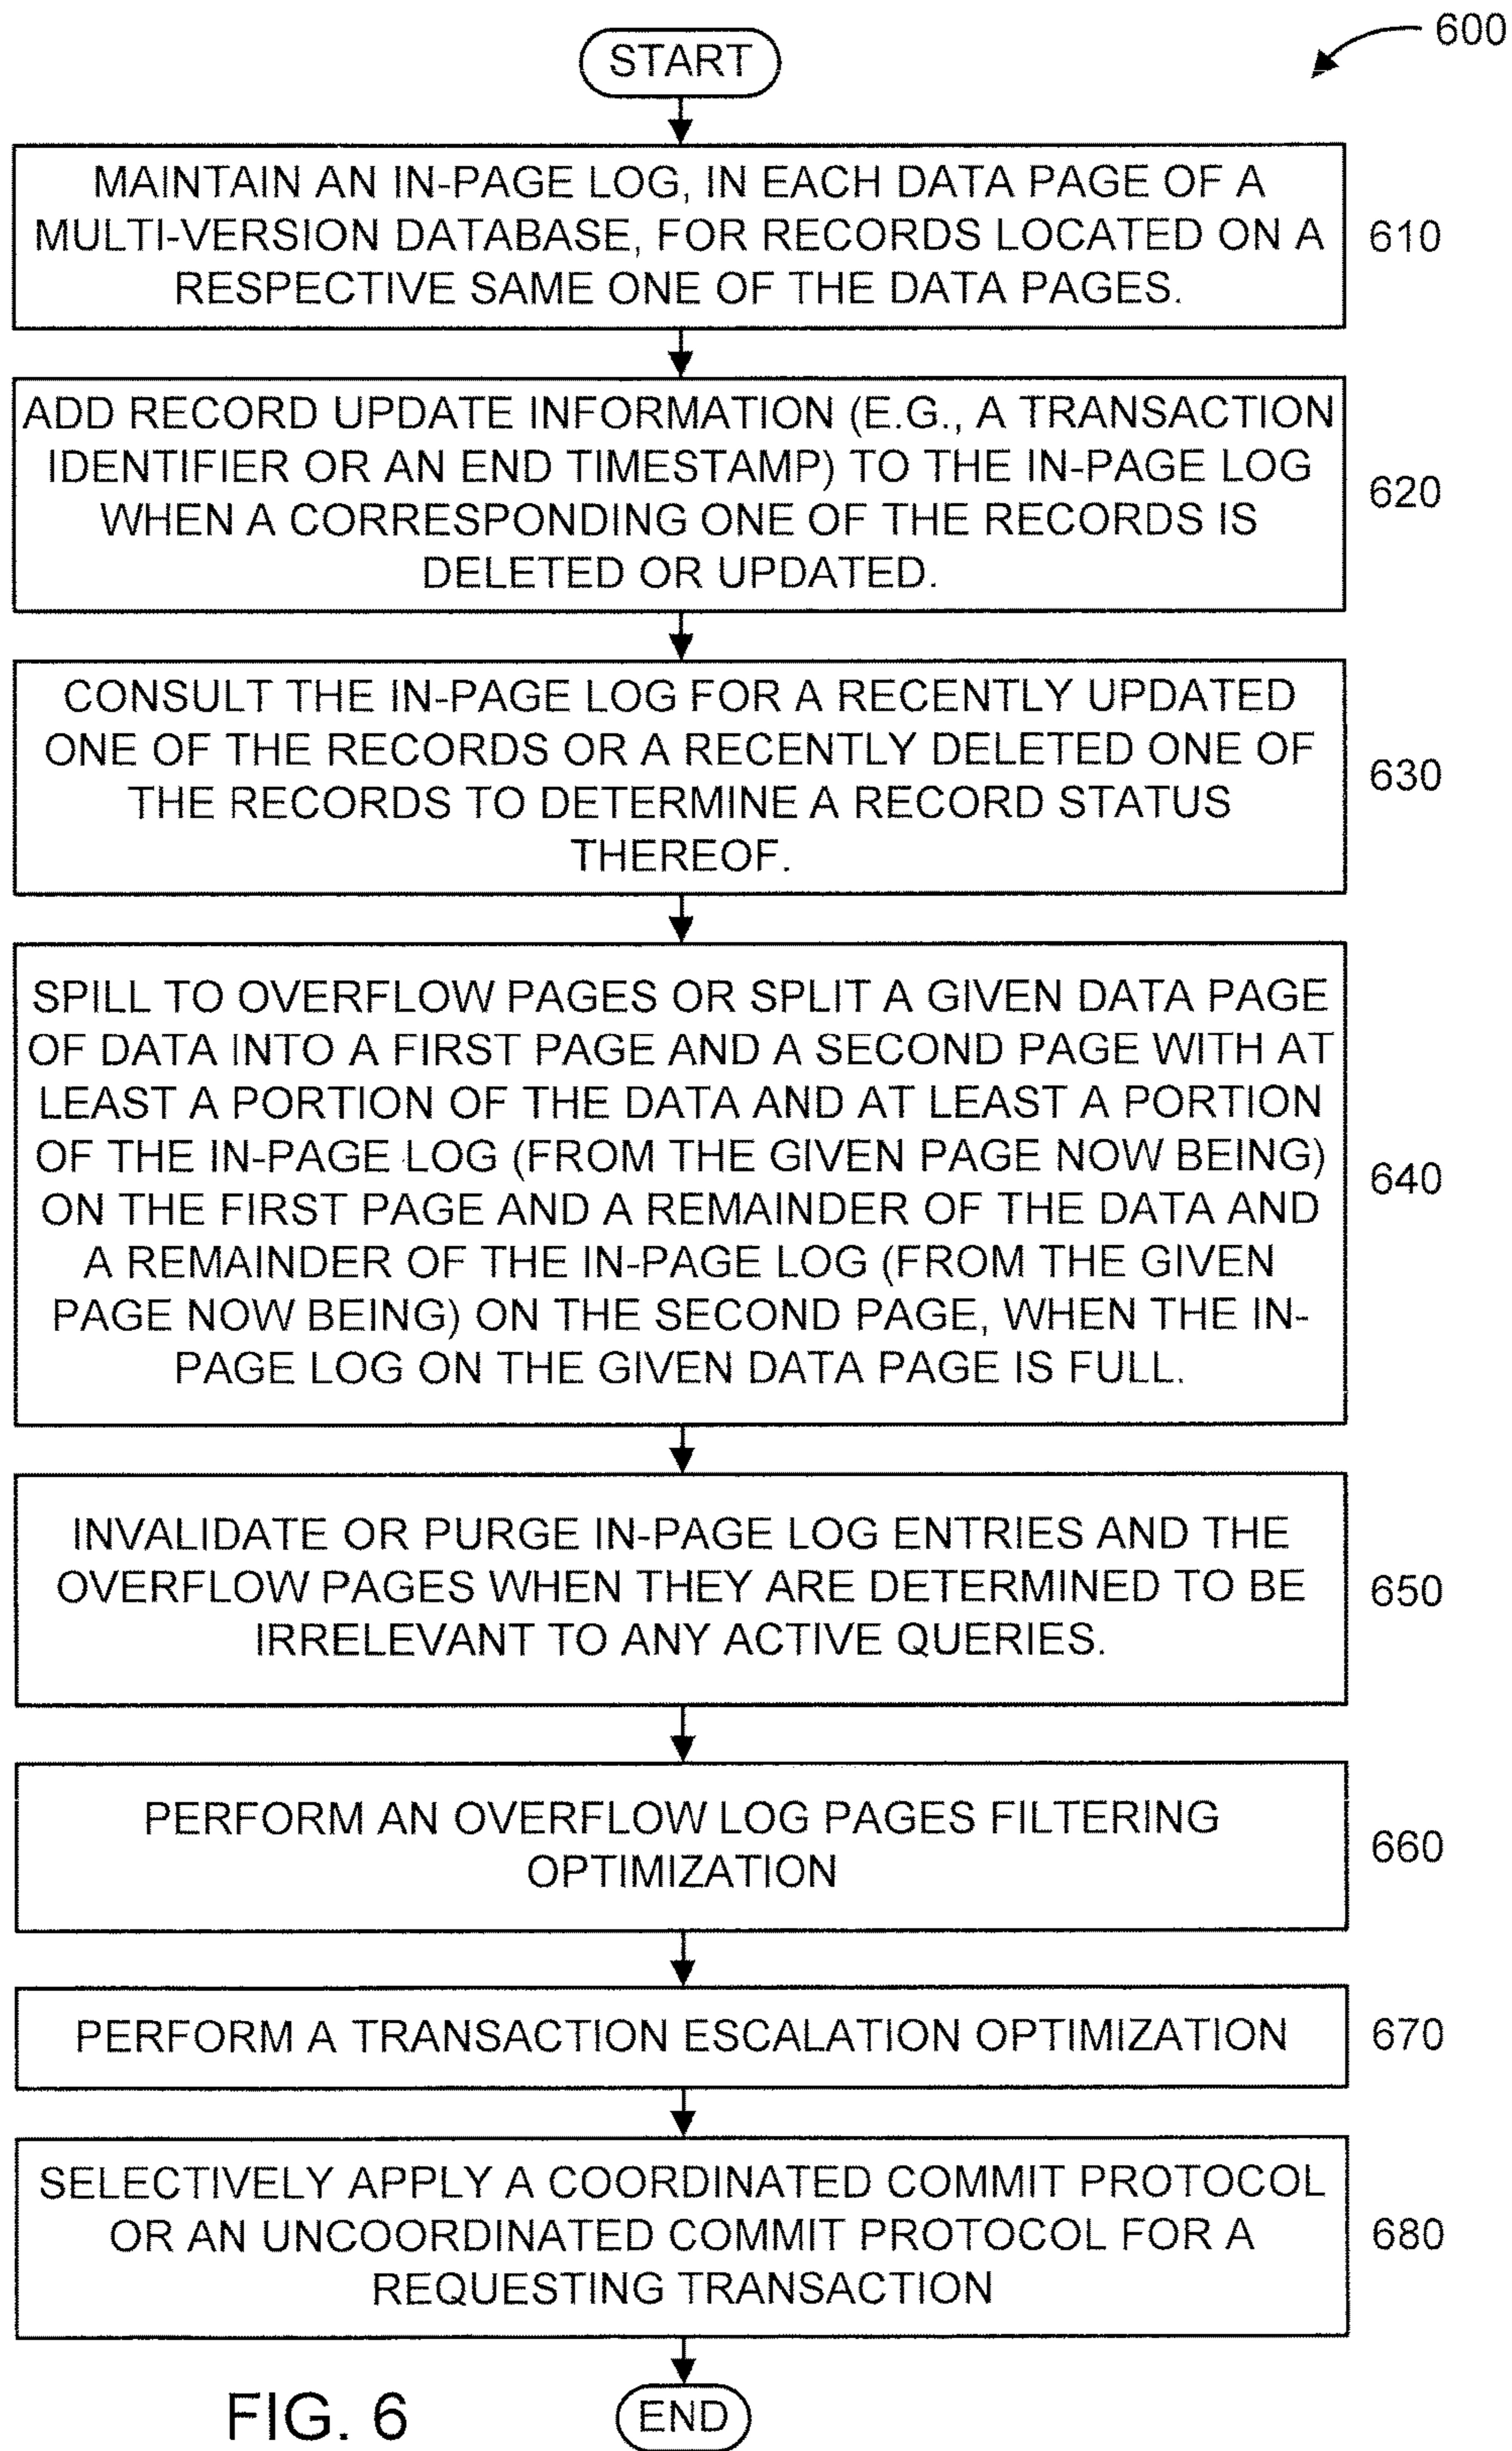 600
START
MAINTAIN AN IN-PAGE LOG, IN EACH DATA PAGE OF A
MULTI-VERSION DATABASE, FOR RECORDS LOCATED ON A
RESPECTIVE SAME ONE OF THE DATA PAGES.
610
ADD RECORD UPDATE INFORMATION (E.G., A TRANSACTION
IDENTIFIER OR AN END TIMESTAMP) TO THE IN-PAGE LOG
WHEN A CORRESPONDING ONE OF THE RECORDS IS
DELETED OR UPDATED.
620
CONSULT THE IN-PAGE LOG FOR A RECENTLY UPDATED
ONE OF THE RECORDS OR A RECENTLY DELETED ONE OF
THE RECORDS TO DETERMINE A RECORD STATUS
THEREOF.
630
SPILL TO OVERFLOW PAGES OR SPLIT A GIVEN DATA PAGE
OF DATA INTO A FIRST PAGE AND A SECOND PAGE WITH AT
LEAST A PORTION OF THE DATA AND AT LEAST A PORTION
OF THE IN-PAGE LOG (FROM THE GIVEN PAGE NOW BEING)
ON THE FIRST PAGE AND A REMAINDER OF THE DATA AND
A REMAINDER OF THE IN-PAGE LOG (FROM THE GIVEN
PAGE NOW BEING) ON THE SECOND PAGE, WHEN THE IN-
PAGE LOG ON THE GIVEN DATA PAGE IS FULL.
640
INVALIDATE OR PURGE IN-PAGE LOG ENTRIES AND THE
OVERFLOW PAGES WHEN THEY ARE DETERMINED TO BE
IRRELEVANT TO ANY ACTIVE QUERIES.
650
PERFORM AN OVERFLOW LOG PAGES FILTERING
OPTIMIZATION
660
PERFORM A TRANSACTION ESCALATION OPTIMIZATION
670
SELECTIVELY APPLY A COORDINATED COMMIT PROTOCOL
OR AN UNCOORDINATED COMMIT PROTOCOL FOR A
REQUESTING TRANSACTION
680
END
FIG. 6